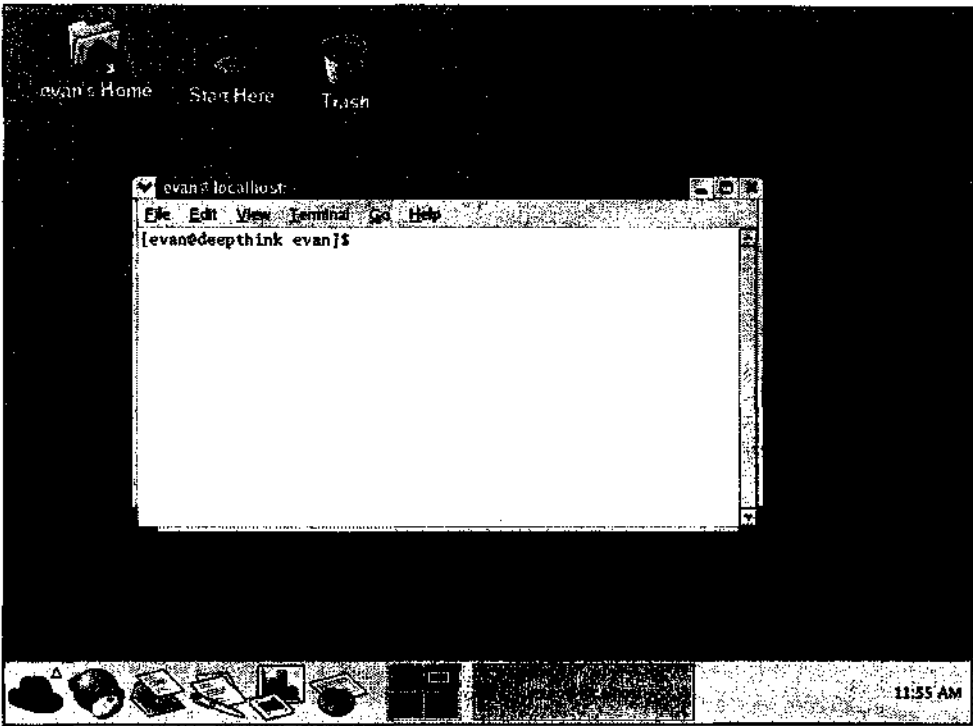 evan's Home
Start Here
Trash
evan@localhost:~
File Edit View Terminal Go Help
[evan@deepthink evan]$
11:55 AM